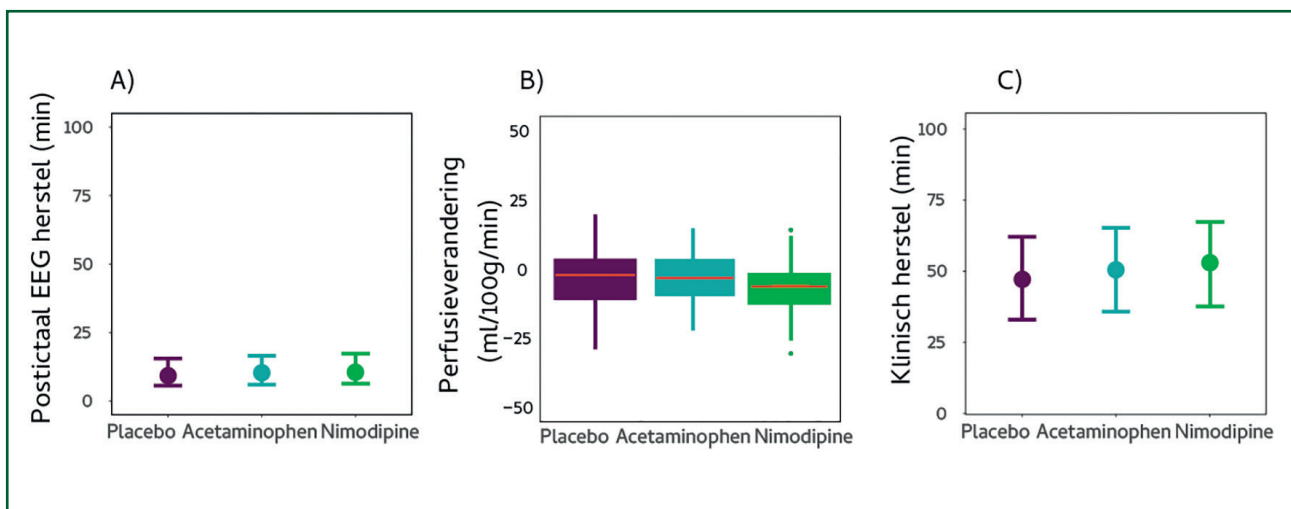 A)
Postictaal EEG herstel (min)
100
75
50
25
0
Placebo Acetaminophen Nimodipine
B)
Perfusieverandering
(ml/100g/min)
50
25
0
−25
−50
Placebo Acetaminophen Nimodipine
C)
Klinisch herstel (min)
100
75
50
25
0
Placebo Acetaminophen Nimodipine